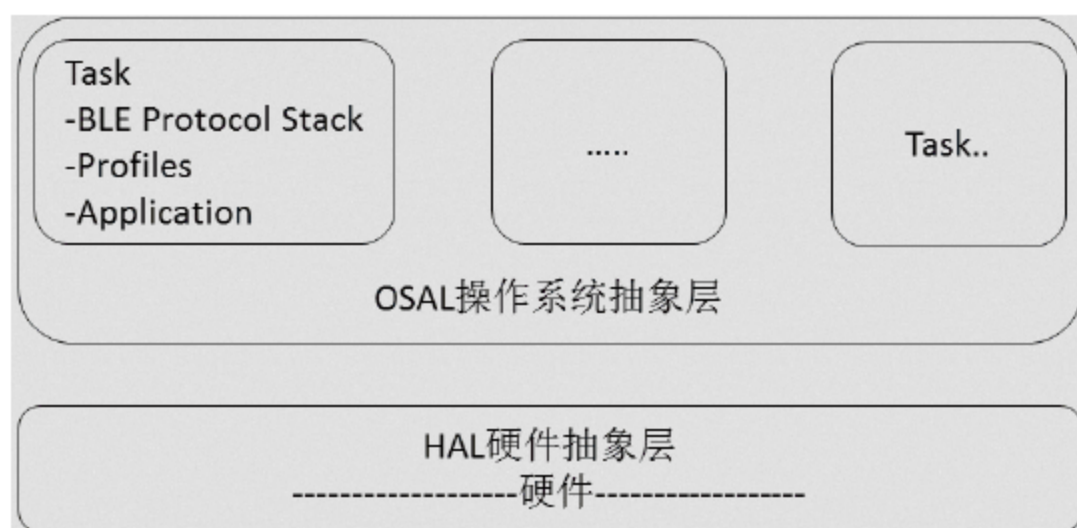 Task
-BLE Protocol Stack
-Profiles
-Application
.....
Task..
OSAL操作系统抽象层
HAL硬件抽象层
-------------------硬件------------------